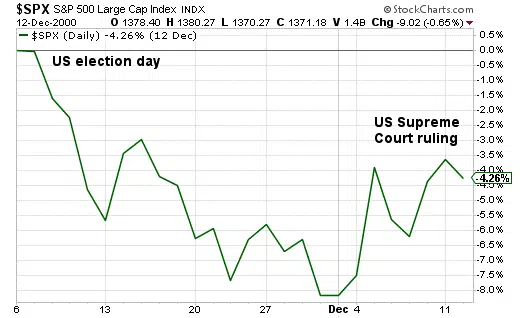 $SPX S&P 500 Large Cap Index INDX © StockCharts.com
12-Dec-2000 O 1378.40 H 1380.27 L 1370.27 C 1371.18 V 1.4B Chg -9.02 (-0.65%)
$SPX (Daily) -4.26% (12 Dec)
US election day
US Supreme
Court ruling
0.5%
0.0%
-0.5%
-1.0%
-1.5%
-2.0%
-2.5%
-3.0%
-3.5%
-4.0%
-4.26%
-5.0%
-5.5%
-6.0%
-6.5%
-7.0%
-7.5%
-8.0%
6 13 20 27 Dec 4 11